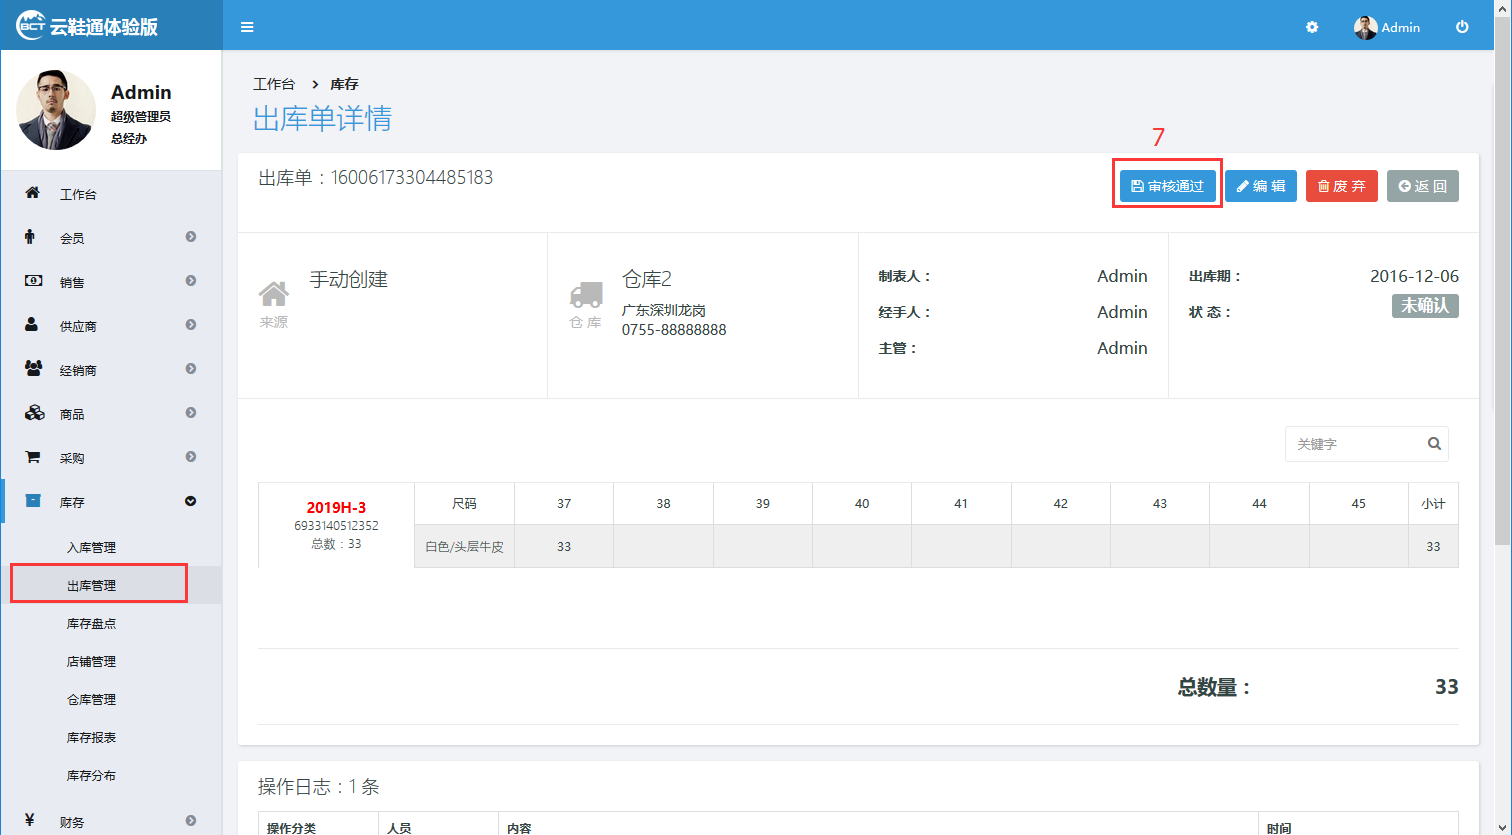 BCT 云鞋通体验版
Admin
Admin
超级管理员
总经办
工作台
会员
销售
供应商
经销商
商品
采购
库存
入库管理
出库管理
库存盘点
店铺管理
仓库管理
库存报表
库存分布
¥ 财务
工作台 > 库存
出库单详情
7
出库单：16006173304485183
审核通过 编 辑 废 弃 返 回
来源
手动创建
仓 库
仓库2
广东深圳龙岗
0755-88888888
制表人： Admin
经手人： Admin
主管： Admin
出库期： 2016-12-06
状 态： 未确认
关键字
2019H-3
6933140512352
总数：33
尺码 37 38 39 40 41 42 43 44 45 小计
白色/头层牛皮 33 33
总数量： 33
操作日志：1 条
操作分类 人员 内容 时间